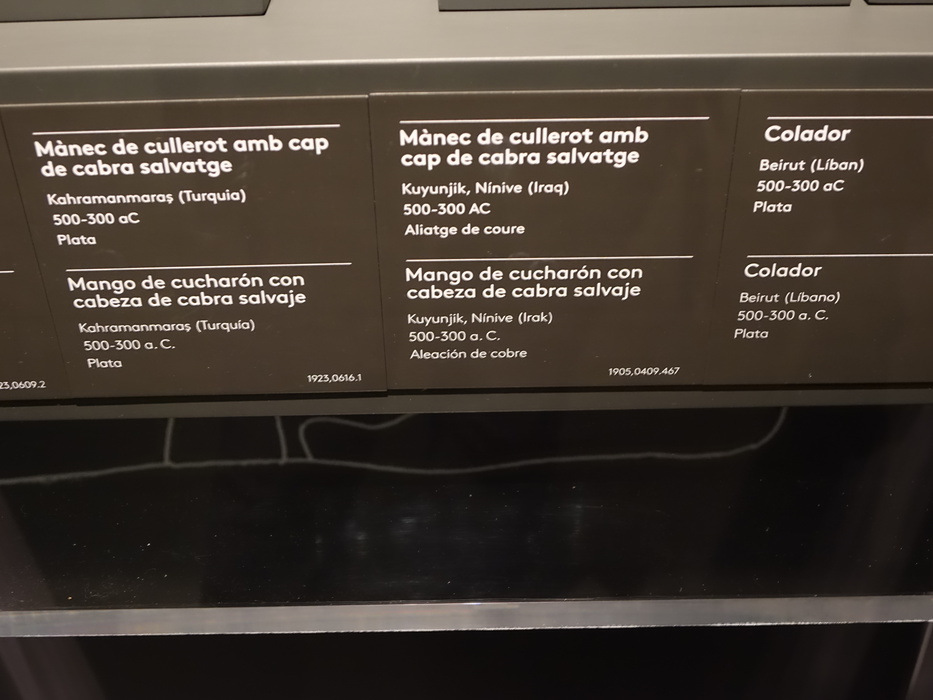 Mànec de cullerot amb cap
de cabra salvatge
Kahramanmaraş (Turquia)
500-300 aC
Plata
Mango de cucharón con
cabeza de cabra salvaje
Kahramanmaraş (Turquía)
500-300 a. C.
Plata
23,0609.2
1923,0616.1
Mànec de cullerot amb
cap de cabra salvatge
Kuyunjik, Nínive (Iraq)
500-300 AC
Aliatge de coure
Mango de cucharón con
cabeza de cabra salvaje
Kuyunjik, Nínive (Irak)
500-300 a. C.
Aleación de cobre
1905,0409.467
Colador
Beirut (Líban)
500-300 aC
Plata
Colador
Beirut (Líbano)
500-300 a. C.
Plata